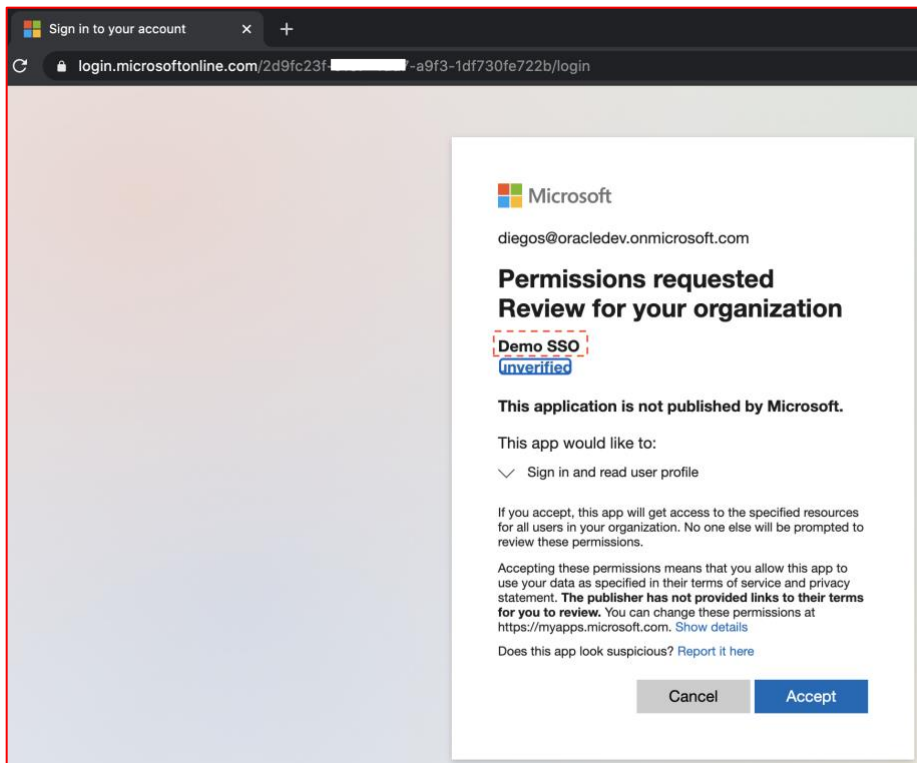 Sign in to your account
login.microsoftonline.com/2d9fc23f- -a9f3-1df730fe722b/login
Microsoft
diegos@oracledev.onmicrosoft.com
Permissions requested
Review for your organization
Demo SSO
unverified
This application is not published by Microsoft.
This app would like to:
Sign in and read user profile
If you accept, this app will get access to the specified resources
for all users in your organization. No one else will be prompted to
review these permissions.
Accepting these permissions means that you allow this app to
use your data as specified in their terms of service and privacy
statement. The publisher has not provided links to their terms
for you to review. You can change these permissions at
https://myapps.microsoft.com. Show details
Does this app look suspicious? Report it here
Cancel Accept